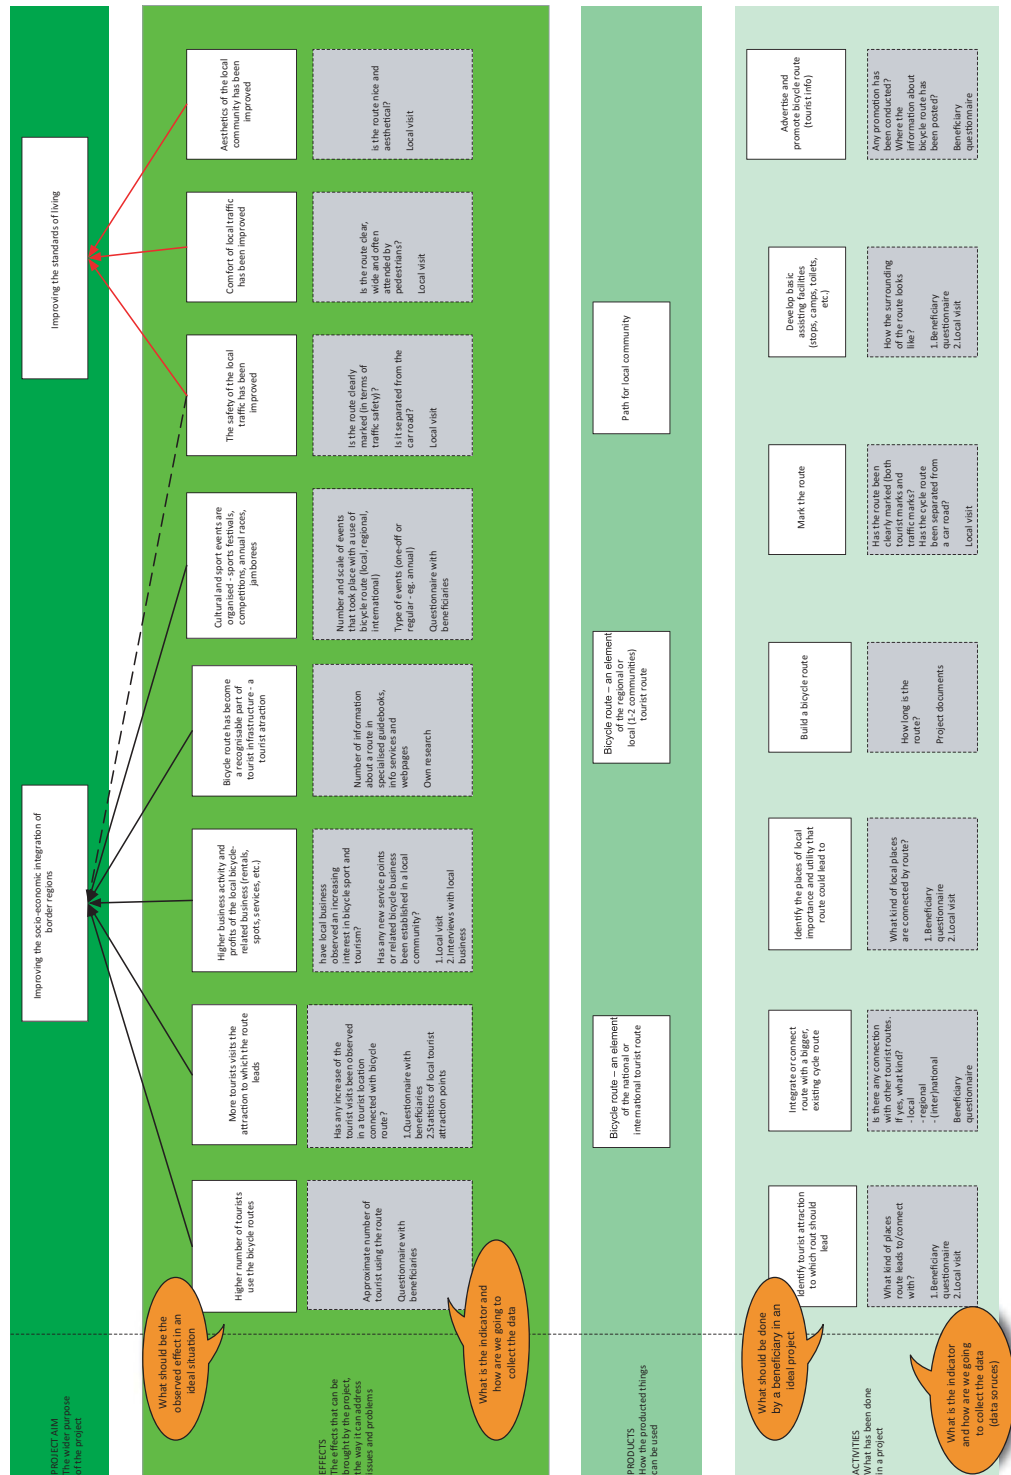 PROJECT AIM
The wider purpose
of the project
Improving the socio-economic integration of
border regions
Improving the standards of living
EFFECTS
The effects that can be
brought by the project,
the way it can address
issues and problems
What should be the
observed effect in an
ideal situation
What is the indicator and
how are we going to
collect the data
Higher number of tourists
use the bicycle routes
More tourists visits the
attraction to which the route
leads
Higher business activity and
profits of the local bicycle-
related business (rentals,
spots, services, etc.)
Bicycle route has become
a recognisable part of
tourist infrastructure - a
tourist atraction
Cultural and sport events are
organised - sports festivals,
competitions, annual races,
jamborees
The safety of the local
traffic has been
improved
Comfort of local traffic
has been improved
Aesthetics of the local
community has been
improved
Approximate number of
tourist using the route
Questionnaire with
beneficiaries
Has any increase of the
tourist visits been observed
in a tourist location
connected with bicycle
route?
1.Questionnaire with
beneficiaries
2.Statistics of local tourist
attraction points
have local business
observed an increasing
interest in bicycle sport and
tourism?
Has any new service points
or related bicycle business
been established in a local
community?
1.Local visit
2.Interviews with local
business
Number of information
about a route in
specialised guidebooks,
info services and
webpages
Own research
Number and scale of events
that took place with a use of
bicycle route (local, regional,
international)
Type of events (one-off or
regular - eg. annual)
Questionnaire with
beneficiaries
Is the route clearly
marked (in terms of
traffic safety)?
Is it separated from the
car road?
Local visit
Is the route clear,
wide and often
attended by
pedestrians?
Local visit
Is the route nice and
aesthetical?
Local visit
PRODUCTS
How the producted things
can be used
Bicycle route – an element
of the national or
international tourist route
Bicycle route – an element
of the regional or
local (1-2 communities)
tourist route
Path for local community
ACTIVITIES
What has been done
in a project
What should be done
by a beneficiary in an
ideal project
What is the indicator
and how are we going
to collect the data
(data soruces)
Identify tourist attraction
to which rout should
lead
Integrate or connect
route with a bigger,
existing cycle route
Identify the places of local
importance and utility that
route could lead to
Build a bicycle route
Mark the route
Develop basic
assisting facilities
(stops, camps, toilets,
etc.)
Advertise and
promote bicycle route
(tourist info)
What kind of places
route leads to/connect
with?
1.Beneficiary
questionnaire
2.Local visit
Is there any connection
with other tourist routes.
If yes, what kind?
- local
- regional
- (inter)national
Beneficiary
questionnaire
What kind of local places
are connected by route?
1.Beneficiary
questionnaire
2.Local visit
How long is the
route?
Project documents
Has the route been
clearly marked (both
tourist marks and
traffic marks?
Has the cycle route
been separated from
a car road?
Local visit
How the surrounding
of the route looks
like?
1.Beneficiary
questionnaire
2.Local visit
Any promotion has
been conducted?
Where the
information about
bicycle route has
been posted?
Beneficiary
questionnaire